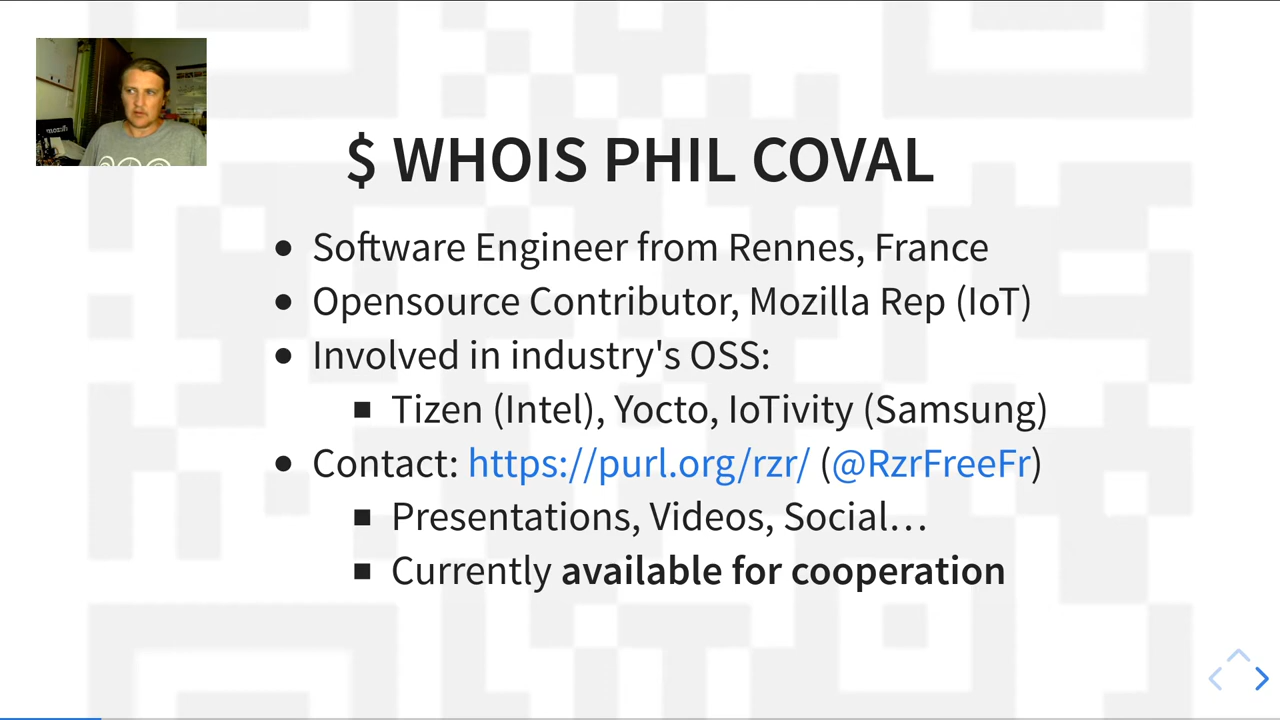 $ WHOIS PHIL COVAL
Software Engineer from Rennes, France
Opensource Contributor, Mozilla Rep (IoT)
Involved in industry's OSS:
Tizen (Intel), Yocto, IoTivity (Samsung)
Contact: https://purl.org/rzr/ (@RzrFreeFr)
Presentations, Videos, Social…
Currently available for cooperation